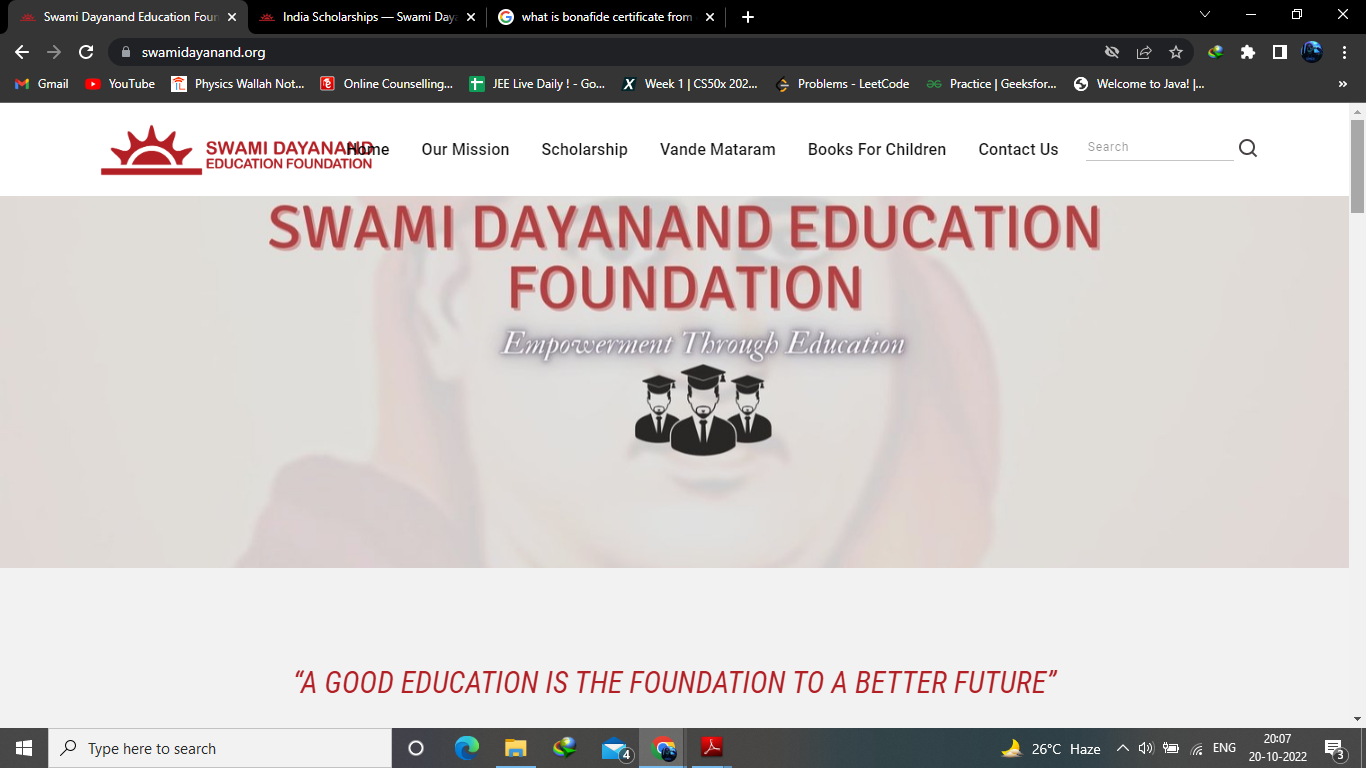 Swami Dayanand Education Foun
India Scholarships — Swami Daya
what is bonafide certificate from
swamidayanand.org
Gmail
YouTube
Physics Wallah Not...
Online Counselling...
JEE Live Daily ! - Go...
Week 1 | CS50x 202...
Problems - LeetCode
Practice | Geeksfor...
Welcome to Java! |...
»
SWAMI DAYANAND
EDUCATION FOUNDATION
Home Our Mission Scholarship Vande Mataram Books For Children Contact Us Search
SWAMI DAYANAND EDUCATION
FOUNDATION
Empowerment Through Education
“A GOOD EDUCATION IS THE FOUNDATION TO A BETTER FUTURE”
Type here to search
4
26°C Haze
ENG
20:07
20-10-2022
3